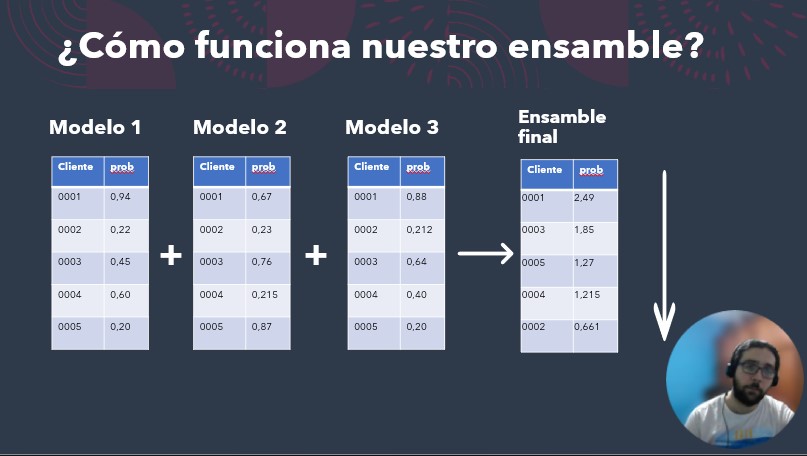 ¿Cómo funciona nuestro ensamble?
Modelo 1
Cliente prob
0001 0,94
0002 0,22
0003 0,45
0004 0,60
0005 0,20
+
Modelo 2
Cliente prob
0001 0,67
0002 0,23
0003 0,76
0004 0,215
0005 0,87
+
Modelo 3
Cliente prob
0001 0,88
0002 0,212
0003 0,64
0004 0,40
0005 0,20
Ensamble
final
Cliente prob
0001 2,49
0003 1,85
0005 1,27
0004 1,215
0002 0,661